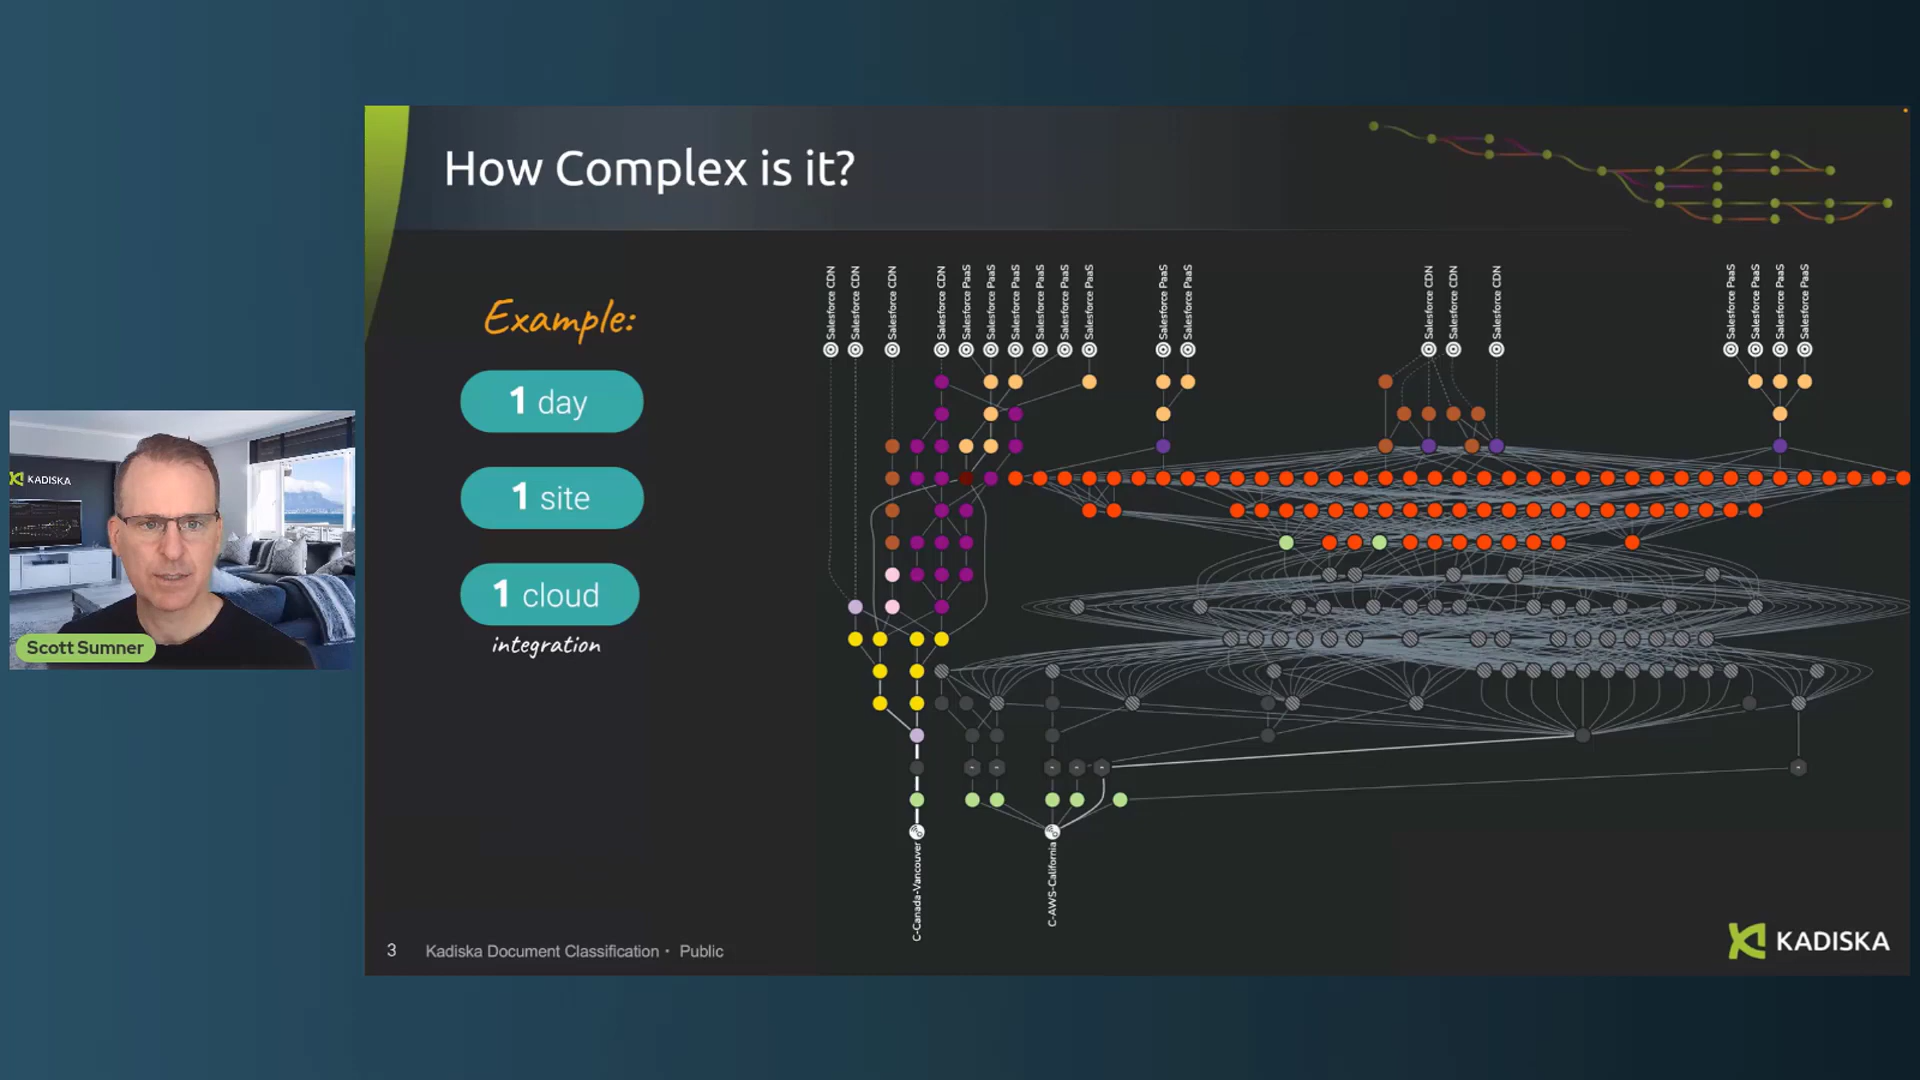 How Complex is it?
Example:
1 day
1 site
1 cloud
integration
Salesforce CDN
Salesforce CDN
Salesforce CDN
Salesforce CDN
Salesforce PaaS
Salesforce PaaS
Salesforce PaaS
Salesforce PaaS
Salesforce PaaS
Salesforce PaaS
Salesforce PaaS
Salesforce PaaS
Salesforce CDN
Salesforce CDN
Salesforce CDN
Salesforce PaaS
Salesforce PaaS
Salesforce PaaS
Salesforce PaaS
C-Canada-Vancouver
C-AWS-California
KADISKA
Scott Sumner
3 Kadiska Document Classification • Public
KADISKA